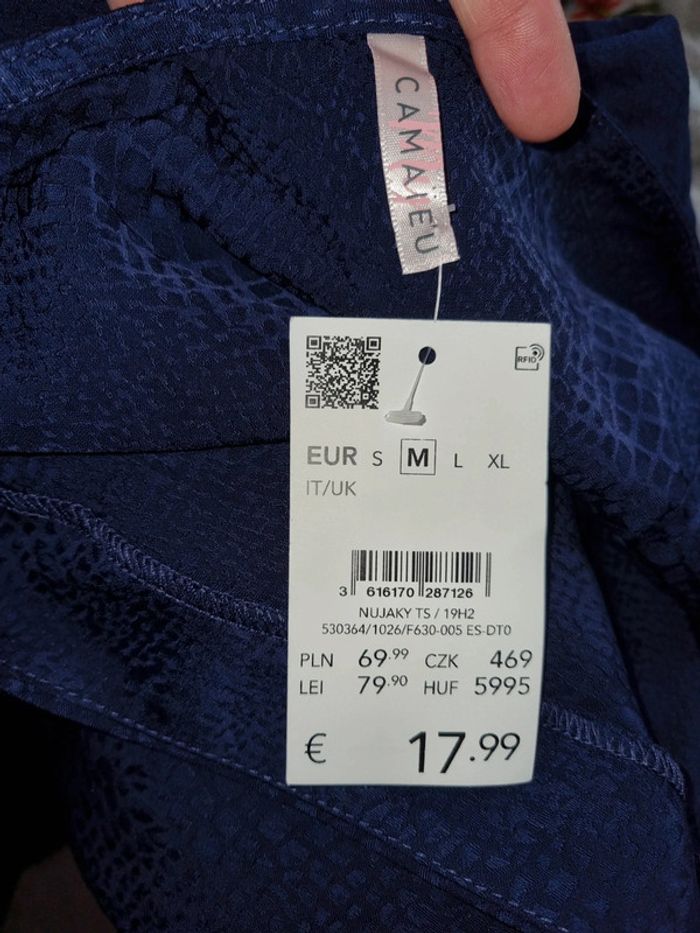 CAMAIEU
RFID
EUR S M L XL
IT/UK
3 616170 287126
NUJAKY TS / 19H2
530364/1026/F630-005 ES-DT0
PLN 69.99 CZK 469
LEI 79.90 HUF 5995
€ 17.99